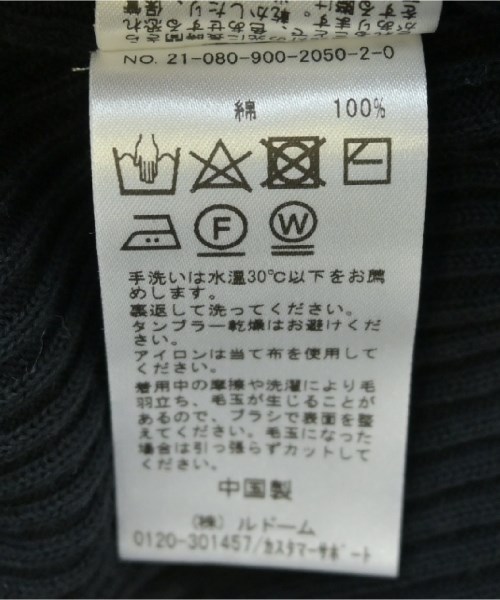 NO. 21-080-900-2050-2-0
綿 100%
F
W
手洗いは水温30℃以下をお薦
めします。
裏返して洗ってください。
タンブラー乾燥はお避けくだ
さい。
アイロンは当て布を使用して
ください。
着用中の摩擦や洗濯により毛
羽立ち、毛玉が生じることが
あるので、ブラシで表面を整
えてください。毛玉になった
場合は引っ張らずカットして
ください。
中国製
(株) ルドーム
0120-301457/カスタマーサポート